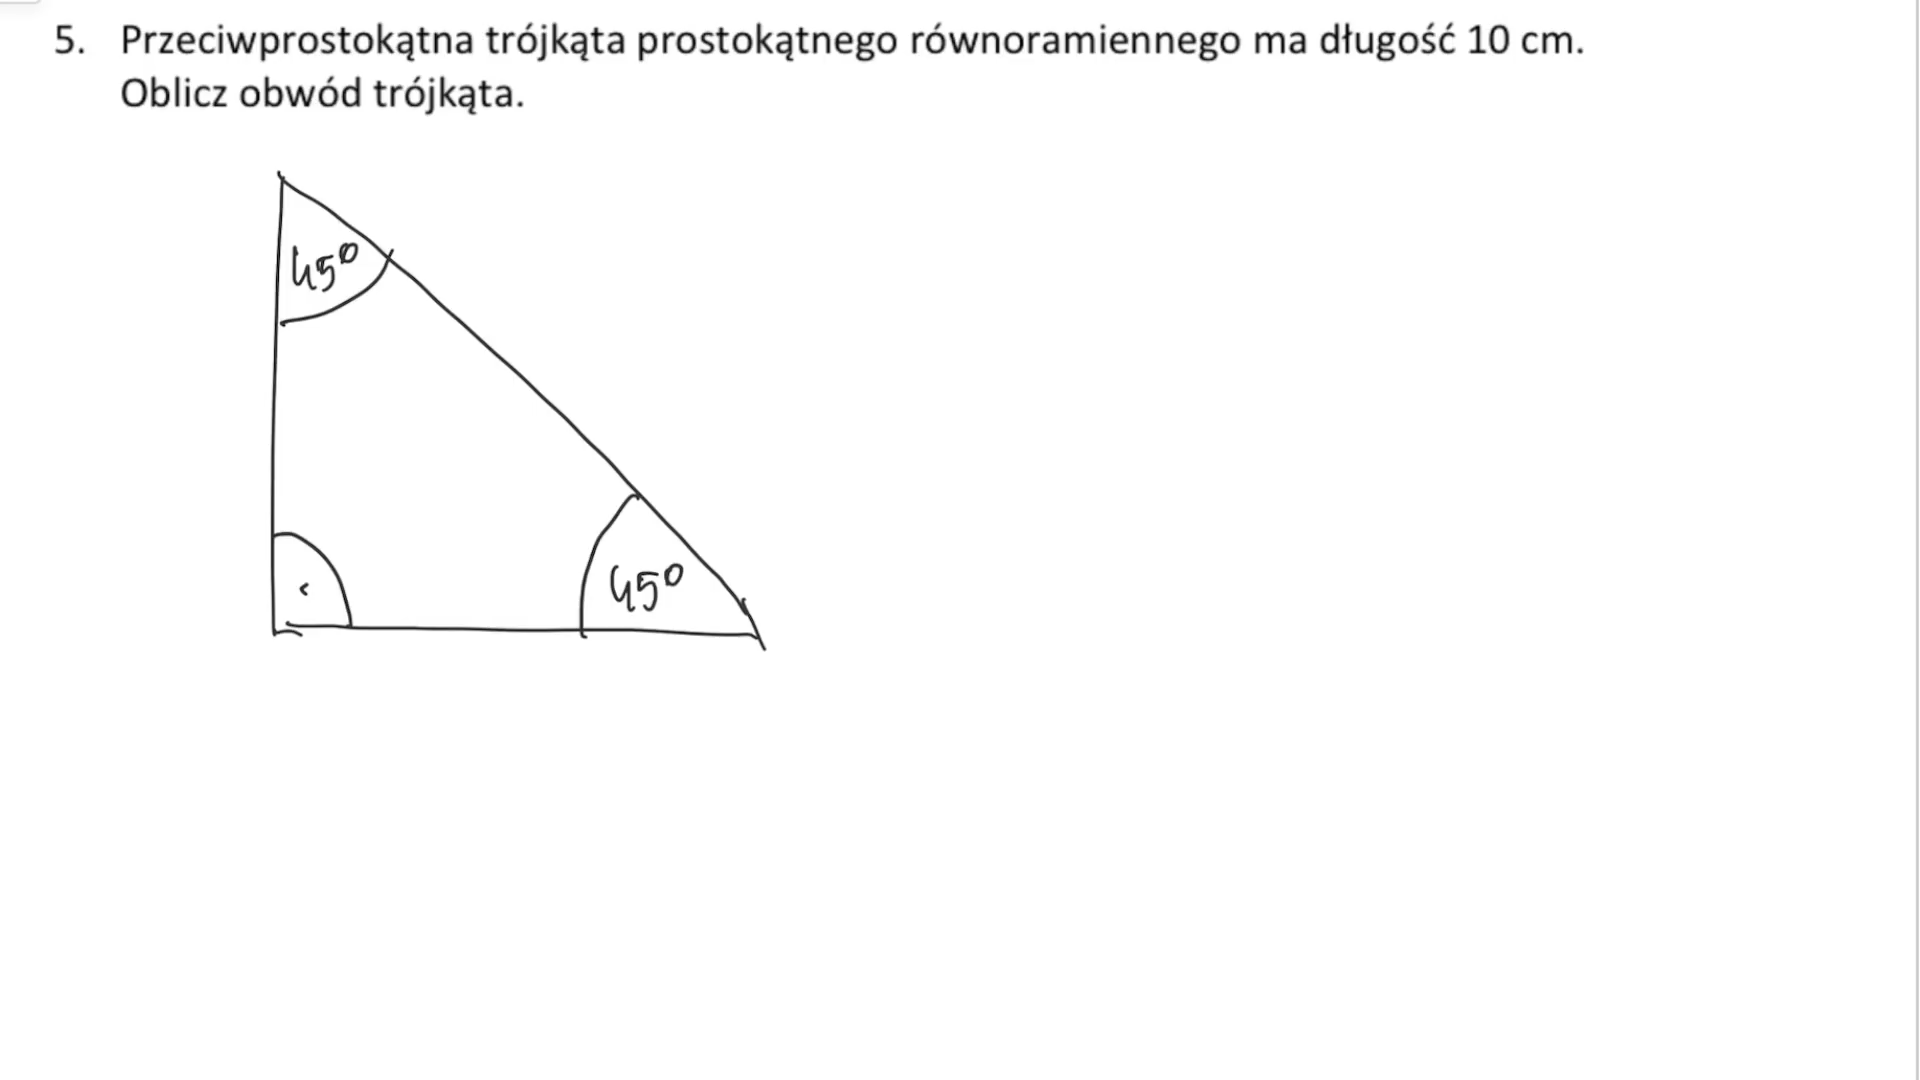 5. Przeciwprostokątna trójkąta prostokątnego równoramiennego ma długość 10 cm.
Oblicz obwód trójkąta.
45°
45°